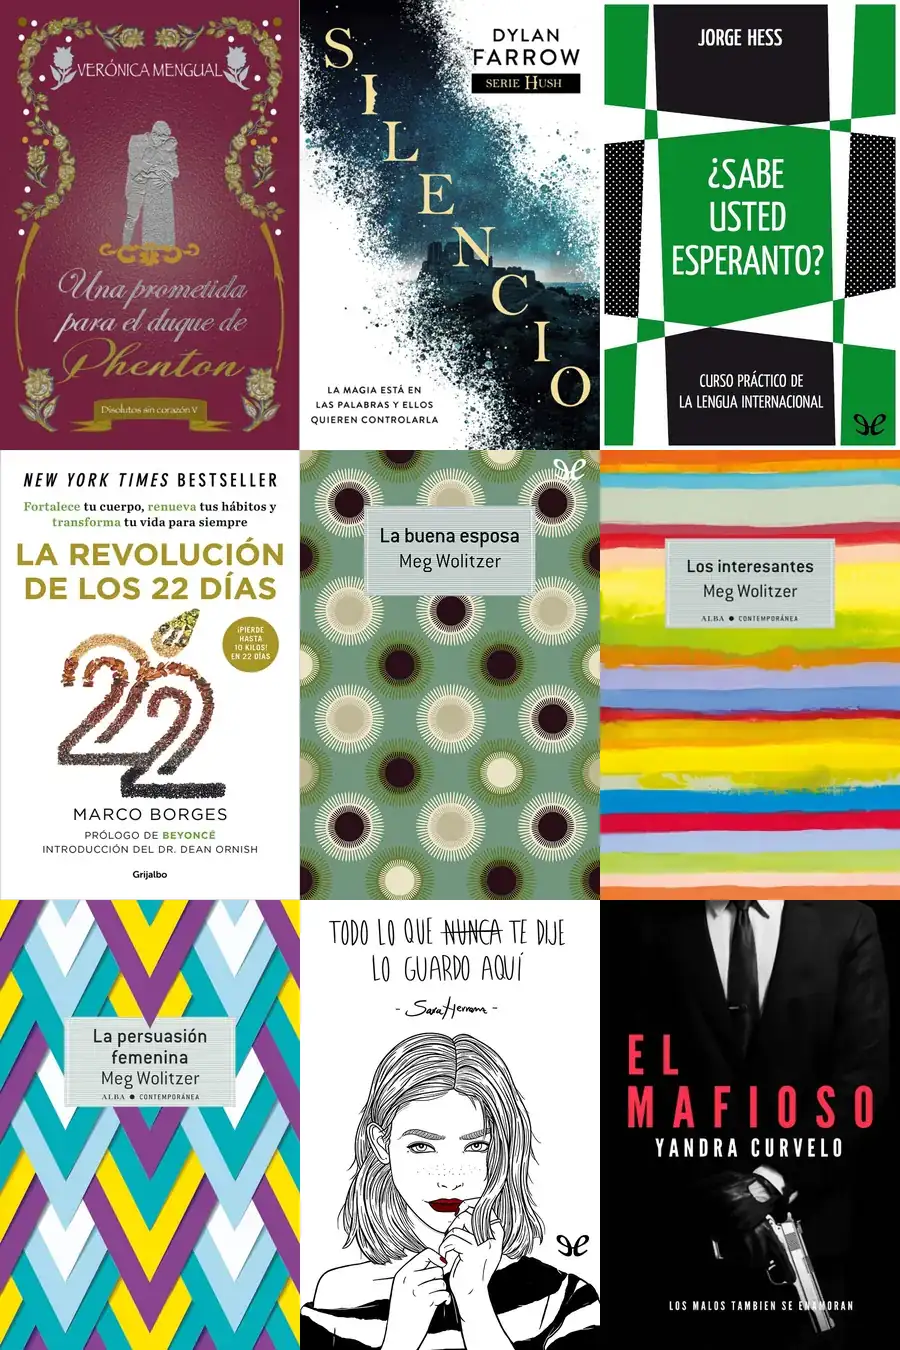 VERÓNICA MENGUAL
Una prometida
para el duque de
Phenton
Disolutos sin corazón V
DYLAN
FARROW
SERIE HUSH
SILENCIO
LA MAGIA ESTÁ EN
LAS PALABRAS Y ELLOS
QUIEREN CONTROLARLA
JORGE HESS
¿SABE
USTED
ESPERANTO?
CURSO PRÁCTICO DE
LA LENGUA INTERNACIONAL
NEW YORK TIMES BESTSELLER
Fortalece tu cuerpo, renueva tus hábitos y
transforma tu vida para siempre
LA REVOLUCIÓN
DE LOS 22 DÍAS
¡PIERDE
HASTA
10 KILOS!
EN 22 DÍAS
22
MARCO BORGES
PRÓLOGO DE BEYONCÉ
INTRODUCCIÓN DEL DR. DEAN ORNISH
Grijalbo
La buena esposa
Meg Wolitzer
Los interesantes
Meg Wolitzer
ALBA ● CONTEMPORÁNEA
La persuasión
femenina
Meg Wolitzer
ALBA ● CONTEMPORÁNEA
TODO LO QUE NUNCA TE DIJE
LO GUARDO AQUÍ
- Sara Herranz -
EL
MAFIOSO
YANDRA CURVELO
LOS MALOS TAMBIEN SE ENAMORAN